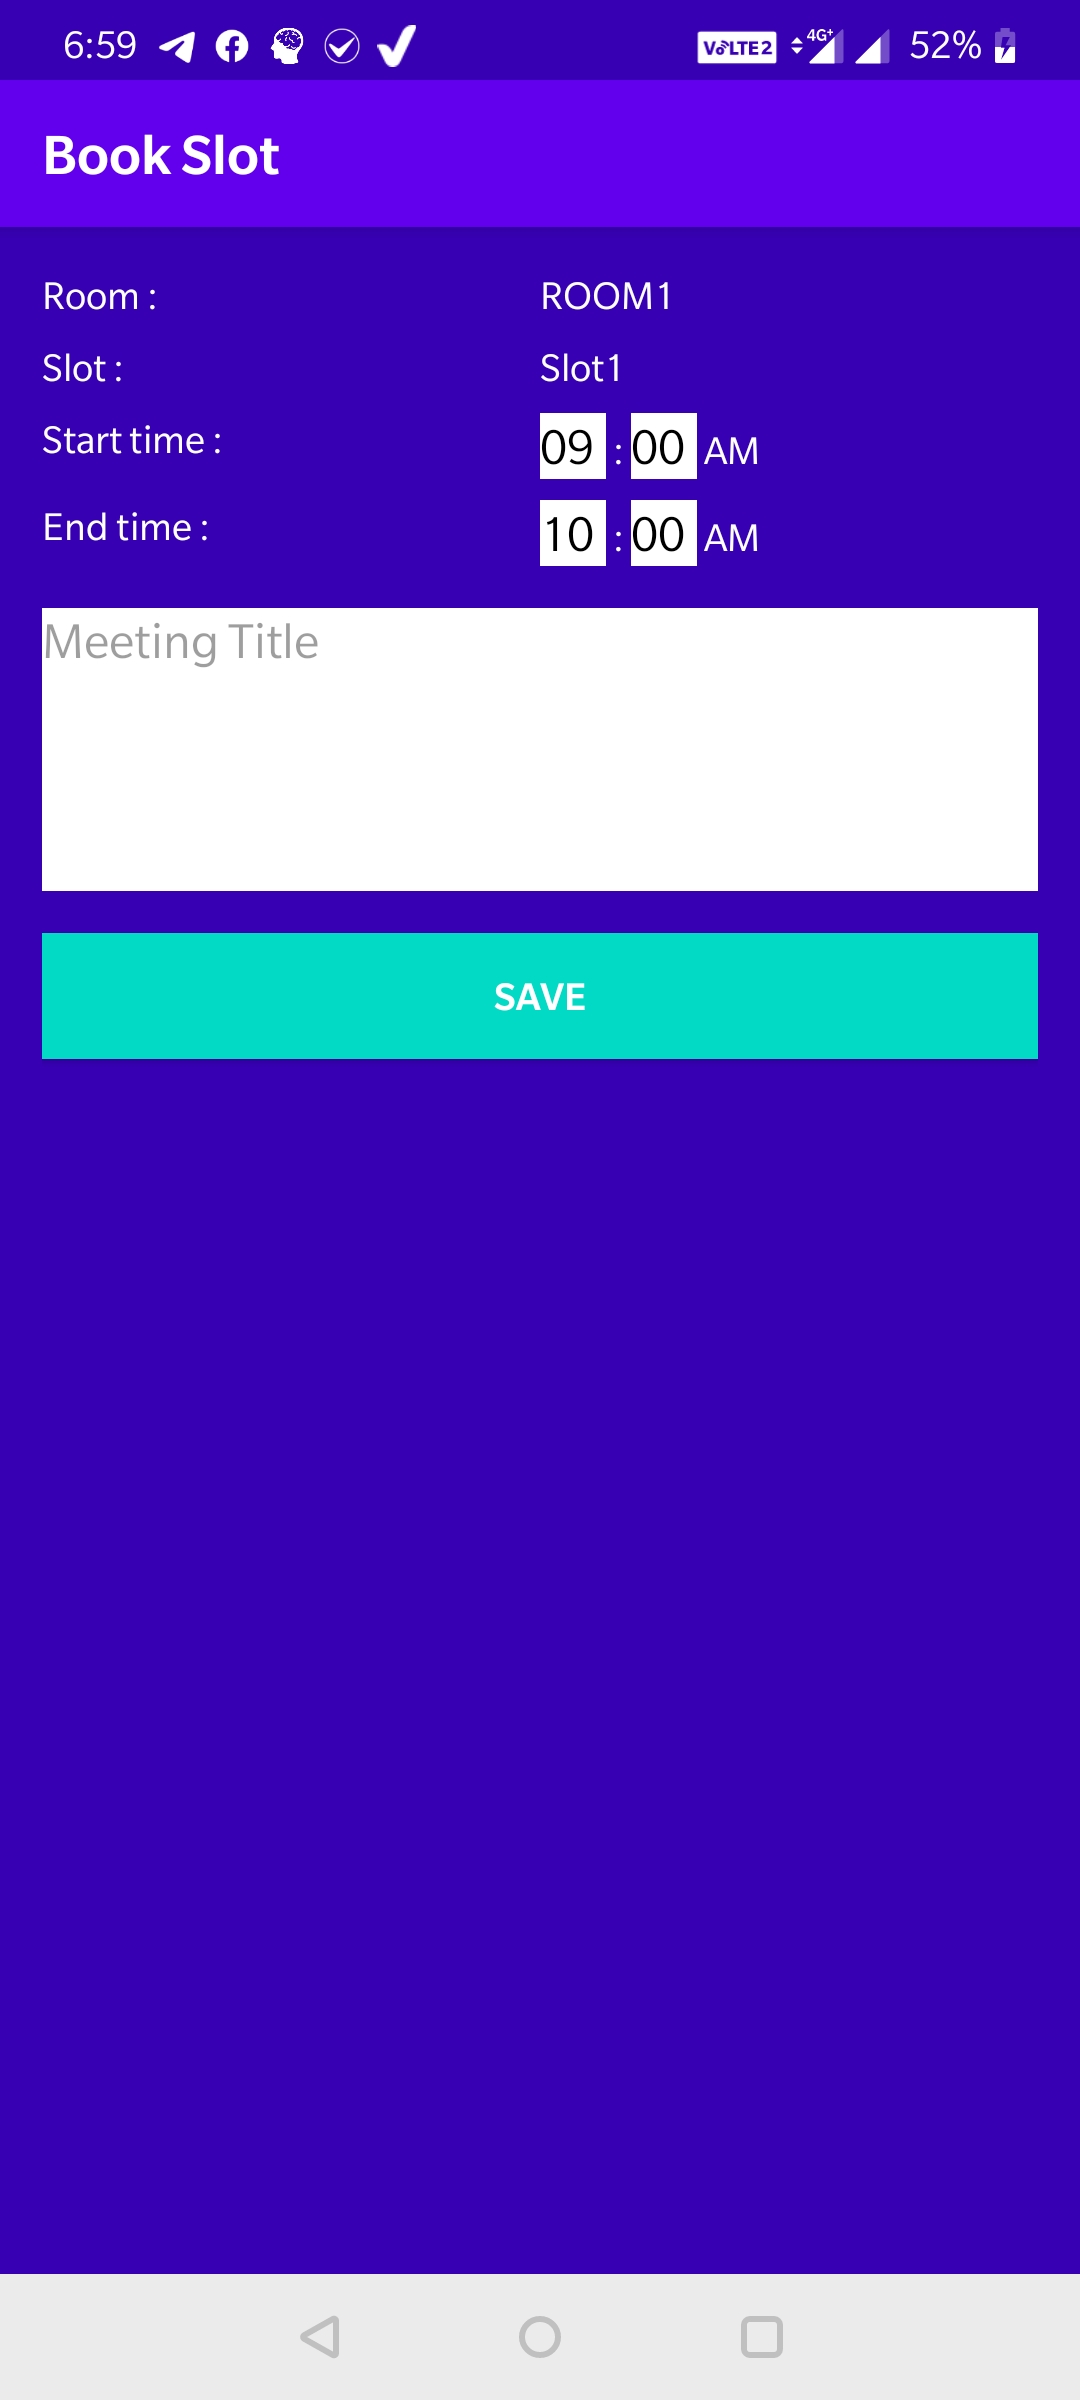 6:59 VoLTE2 4G+ 52%
Book Slot
Room : ROOM1
Slot : Slot1
Start time : 09 : 00 AM
End time : 10 : 00 AM
Meeting Title
SAVE